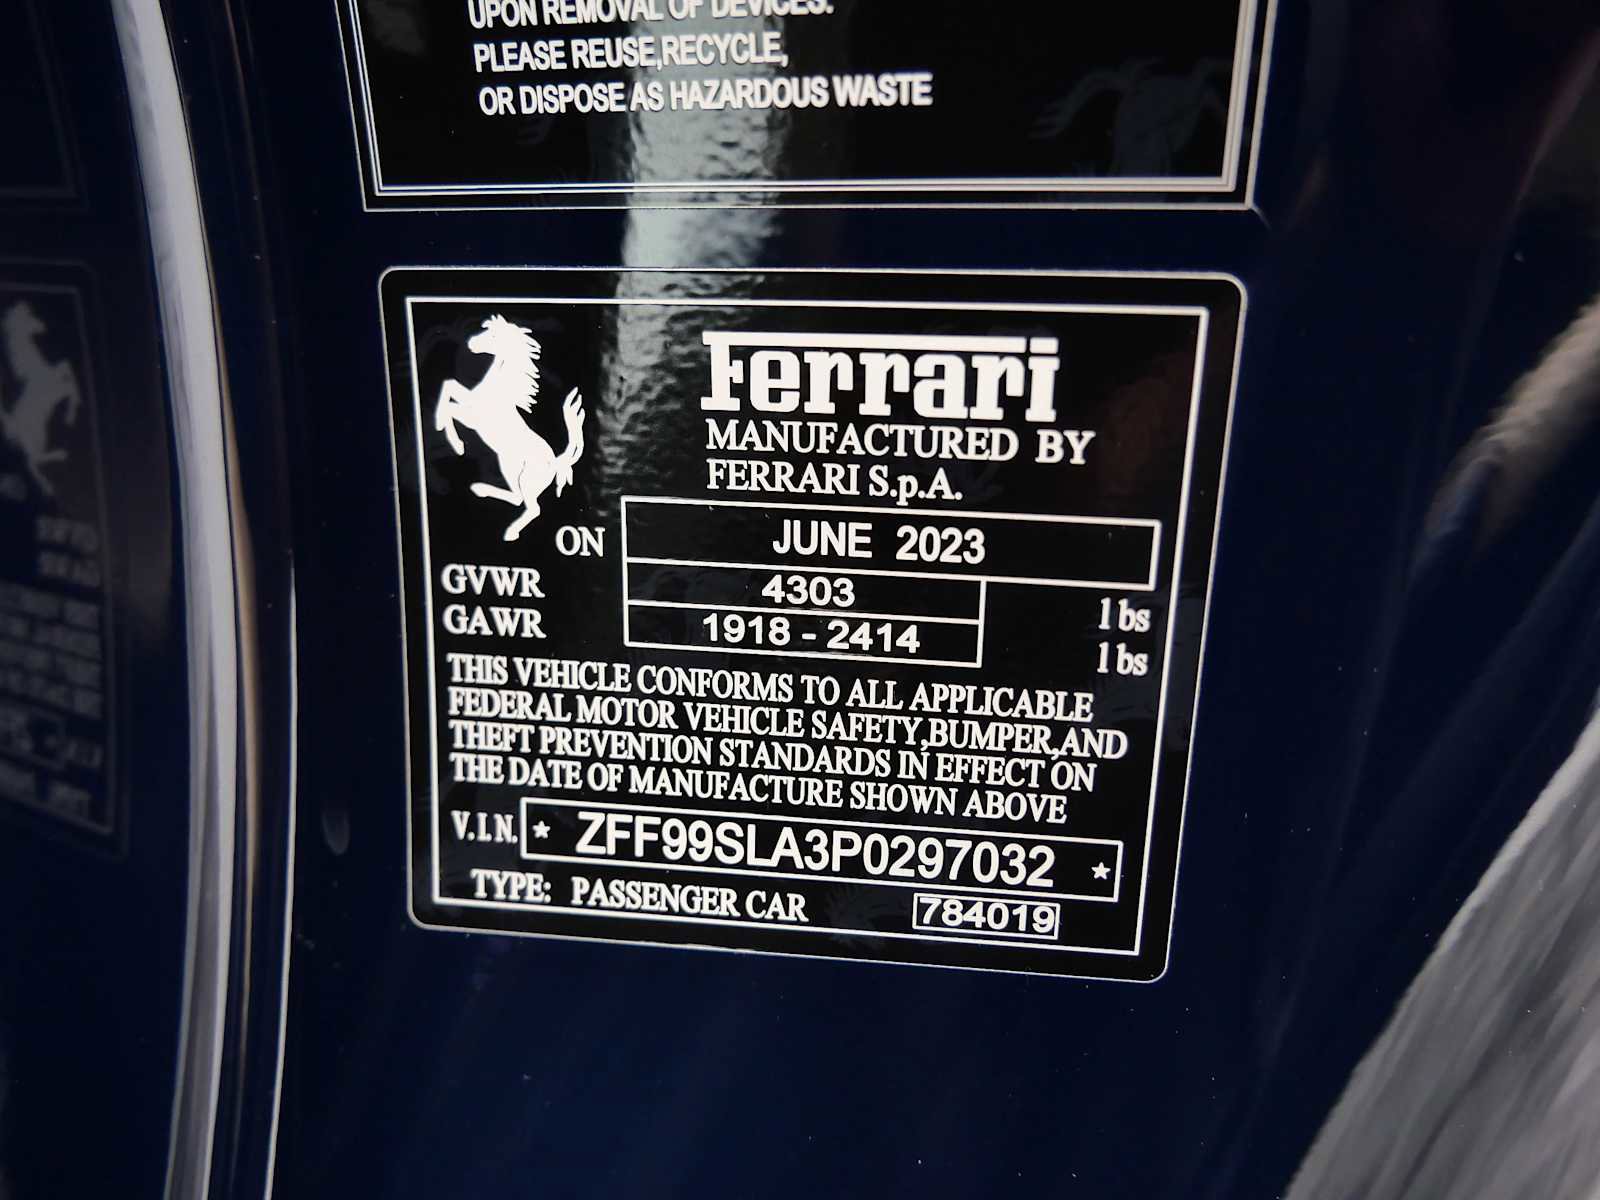 UPON REMOVAL OF DEVICES.
PLEASE REUSE,RECYCLE,
OR DISPOSE AS HAZARDOUS WASTE
Ferrari
MANUFACTURED BY
FERRARI S.p.A.
ON JUNE 2023
GVWR 4303 lbs
GAWR 1918 - 2414 lbs
THIS VEHICLE CONFORMS TO ALL APPLICABLE
FEDERAL MOTOR VEHICLE SAFETY,BUMPER,AND
THEFT PREVENTION STANDARDS IN EFFECT ON
THE DATE OF MANUFACTURE SHOWN ABOVE
V.I.N. * ZFF99SLA3P0297032 *
TYPE: PASSENGER CAR 784019